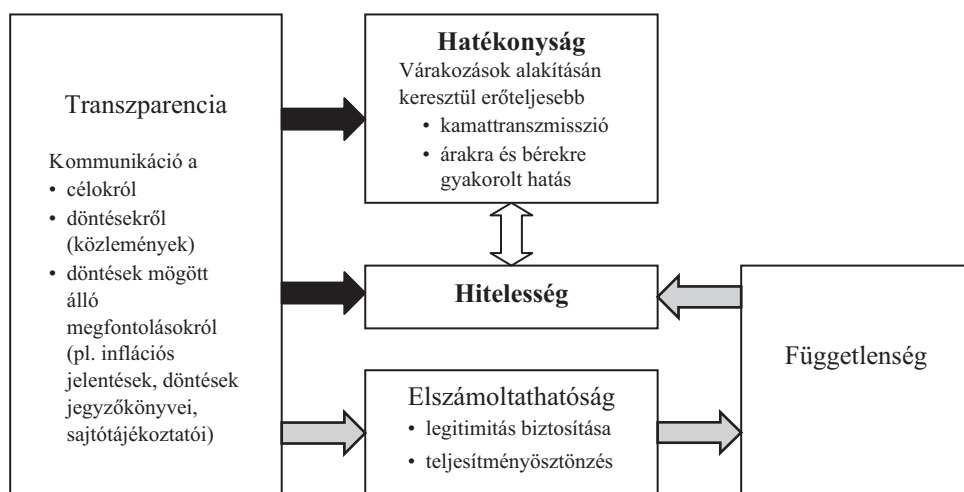 Transzparencia
Kommunikáció a
• célokról
• döntésekről
(közlemények)
• döntések mögött
álló
megfontolásokról
(pl. inflációs
jelentések, döntések
jegyzőkönyvei,
sajtótájékoztatói)
Hatékonyság
Várakozások alakításán
keresztül erőteljesebb
• kamattranszmisszió
• árakra és bérekre
gyakorolt hatás
Hitelesség
Elszámoltathatóság
• legitimitás biztosítása
• teljesítményösztönzés
Függetlenség